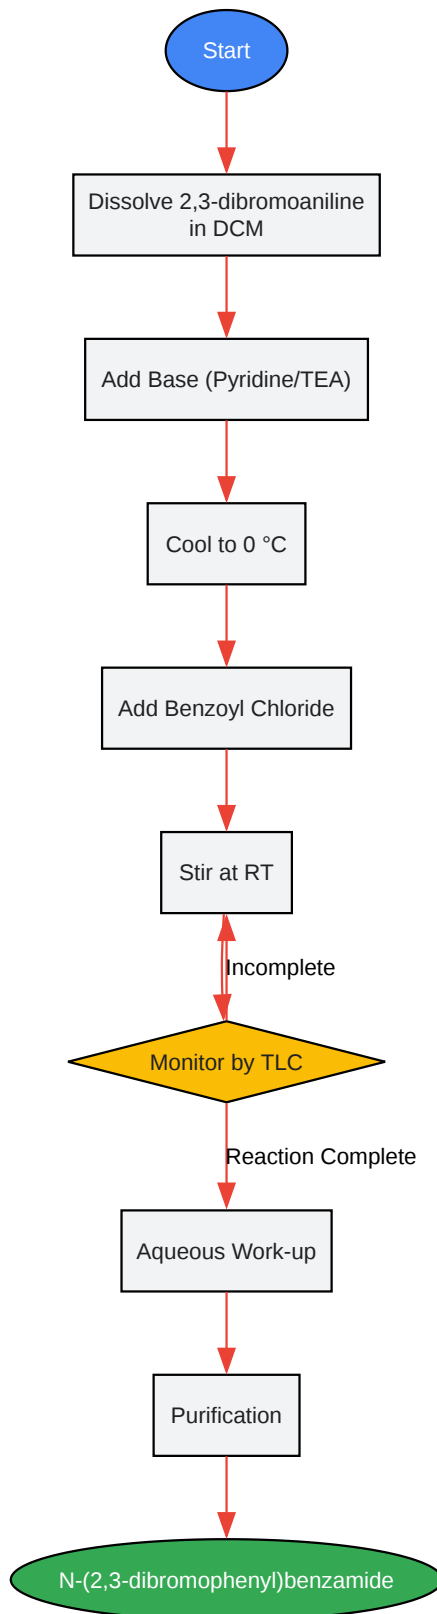 Start
Dissolve 2,3-dibromoaniline
in DCM
Add Base (Pyridine/TEA)
Cool to 0 °C
Add Benzoyl Chloride
Stir at RT
Incomplete
Monitor by TLC
Reaction Complete
Aqueous Work-up
Purification
N-(2,3-dibromophenyl)benzamide